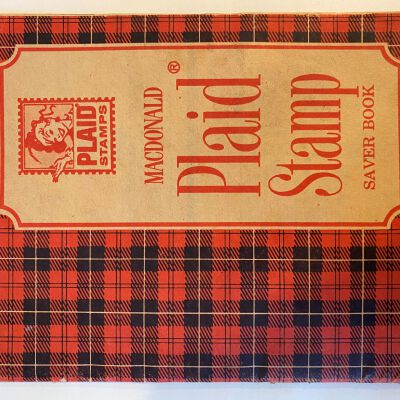 PLAID
STAMPS
MACDONALD ®
Plaid
Stamp
SAVER BOOK